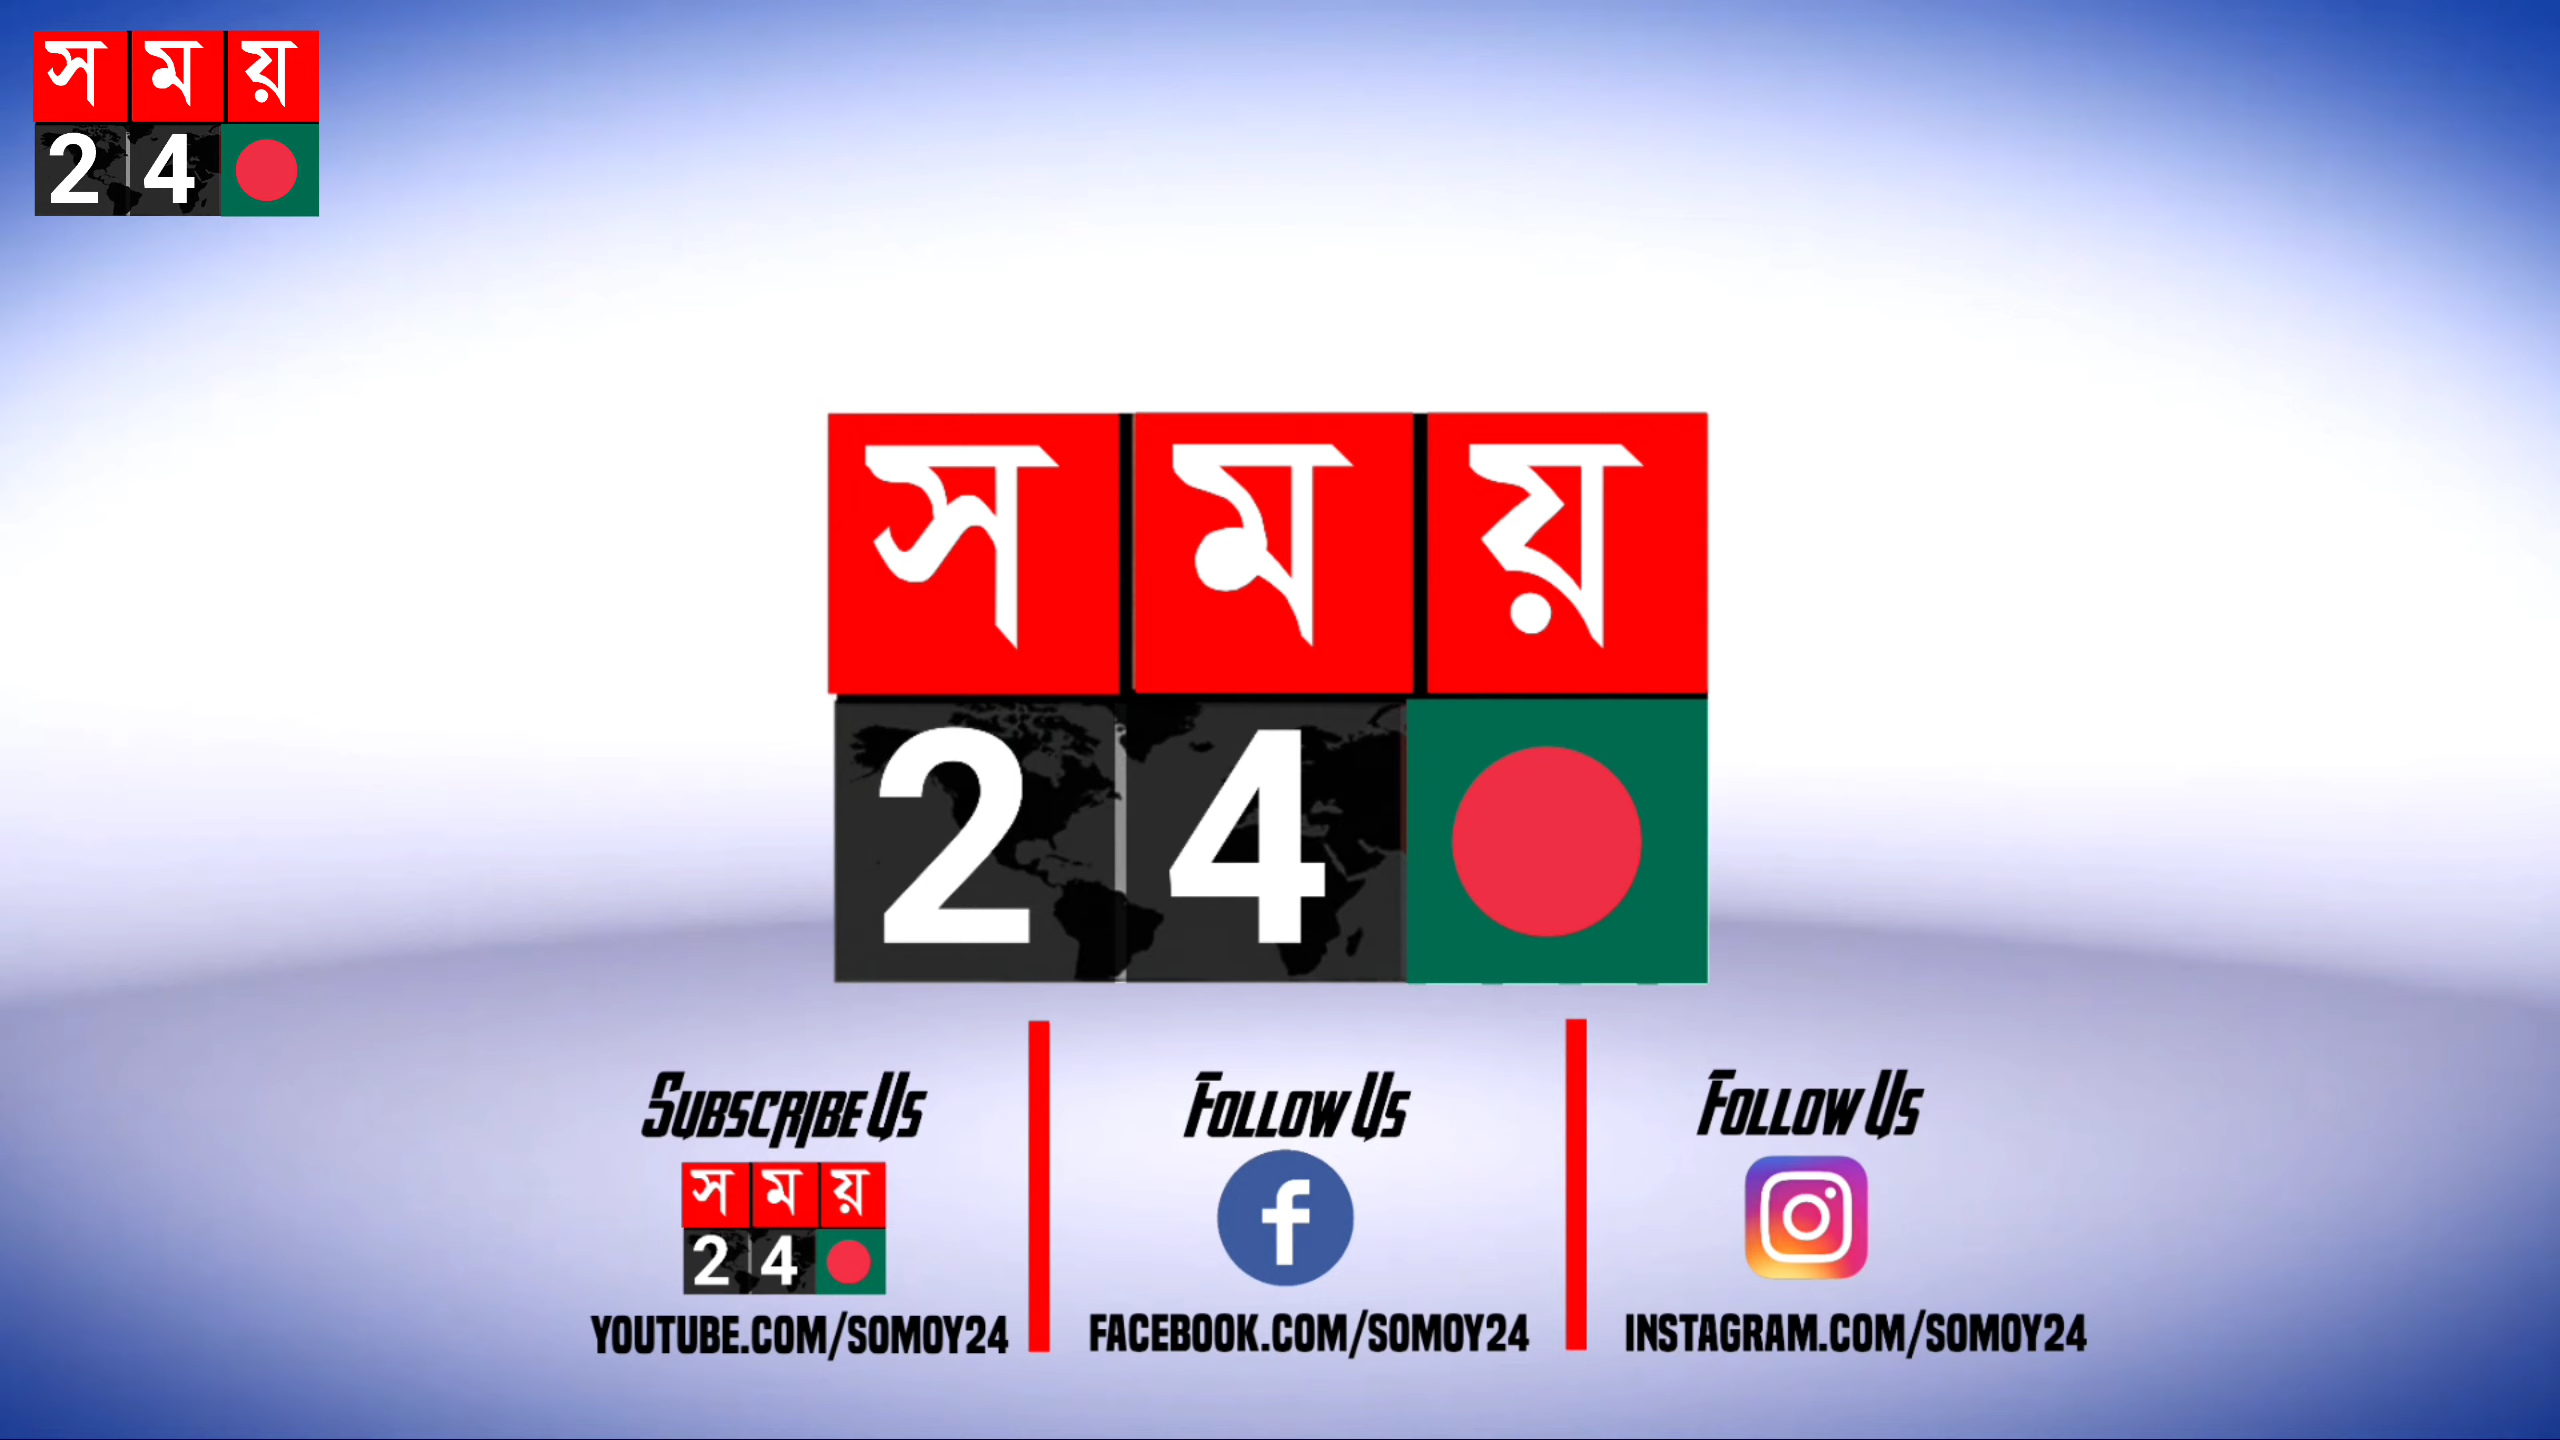 সময়
24
সময়
24
Subscribe Us
Follow Us
Follow Us
সময়
24
YOUTUBE.COM/SOMOY24
FACEBOOK.COM/SOMOY24
INSTAGRAM.COM/SOMOY24